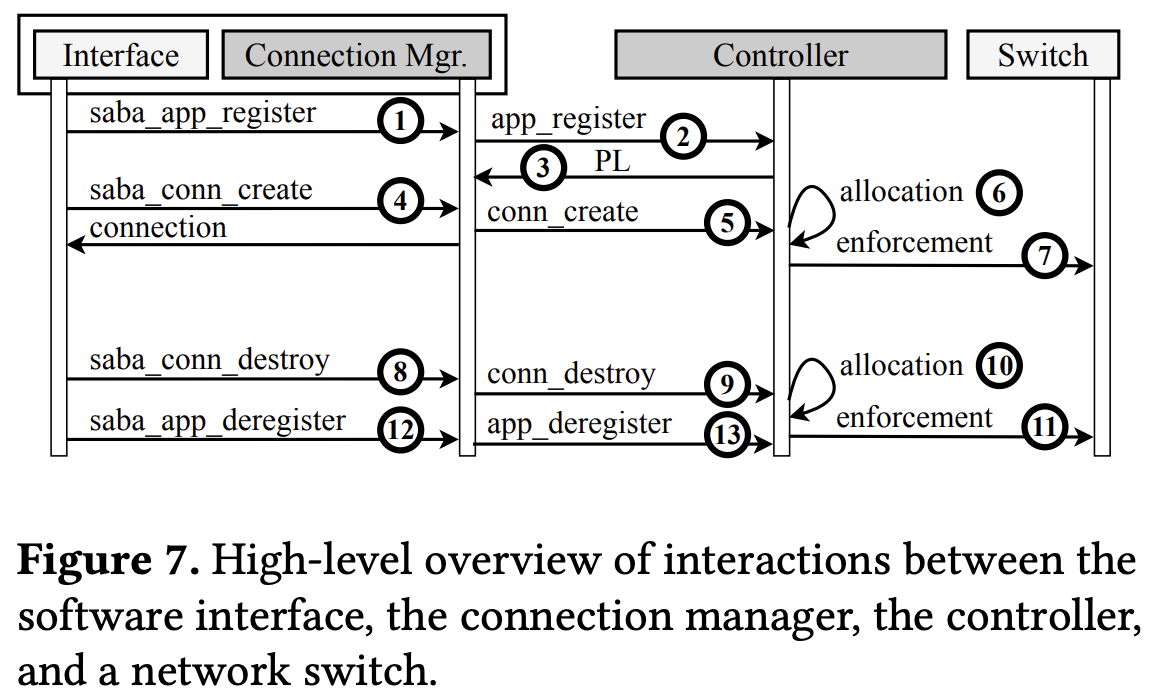 Interface Connection Mgr. Controller Switch
saba_app_register 1 app_register 2
3 PL
saba_conn_create 4 conn_create 5 allocation 6
connection enforcement 7
saba_conn_destroy 8 conn_destroy 9 allocation 10
saba_app_deregister 12 app_deregister 13 enforcement 11
Figure 7. High-level overview of interactions between the
software interface, the connection manager, the controller,
and a network switch.